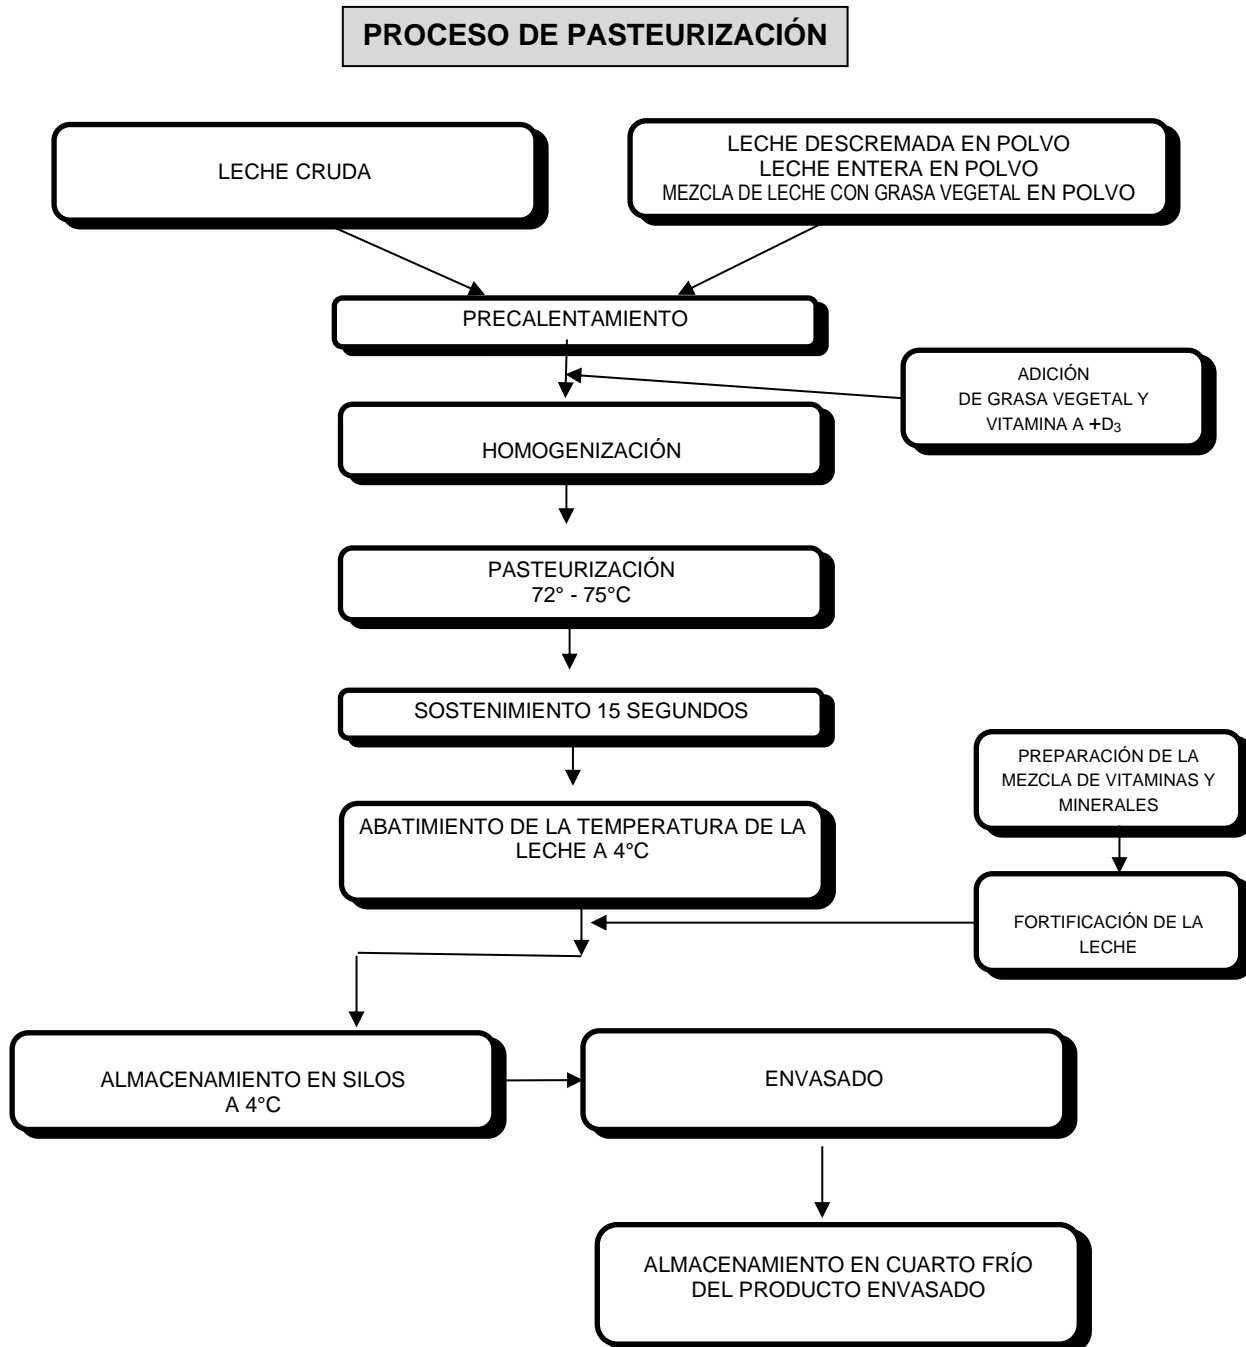 PROCESO DE PASTEURIZACIÓN
LECHE CRUDA
LECHE DESCREMADA EN POLVO
LECHE ENTERA EN POLVO
MEZCLA DE LECHE CON GRASA VEGETAL EN POLVO
PRECALENTAMIENTO
ADICIÓN
DE GRASA VEGETAL Y
VITAMINA A +D₃
HOMOGENIZACIÓN
PASTEURIZACIÓN
72° - 75°C
SOSTENIMIENTO 15 SEGUNDOS
PREPARACIÓN DE LA
MEZCLA DE VITAMINAS Y
MINERALES
ABATIMIENTO DE LA TEMPERATURA DE LA
LECHE A 4°C
FORTIFICACIÓN DE LA
LECHE
ALMACENAMIENTO EN SILOS
A 4°C
ENVASADO
ALMACENAMIENTO EN CUARTO FRÍO
DEL PRODUCTO ENVASADO